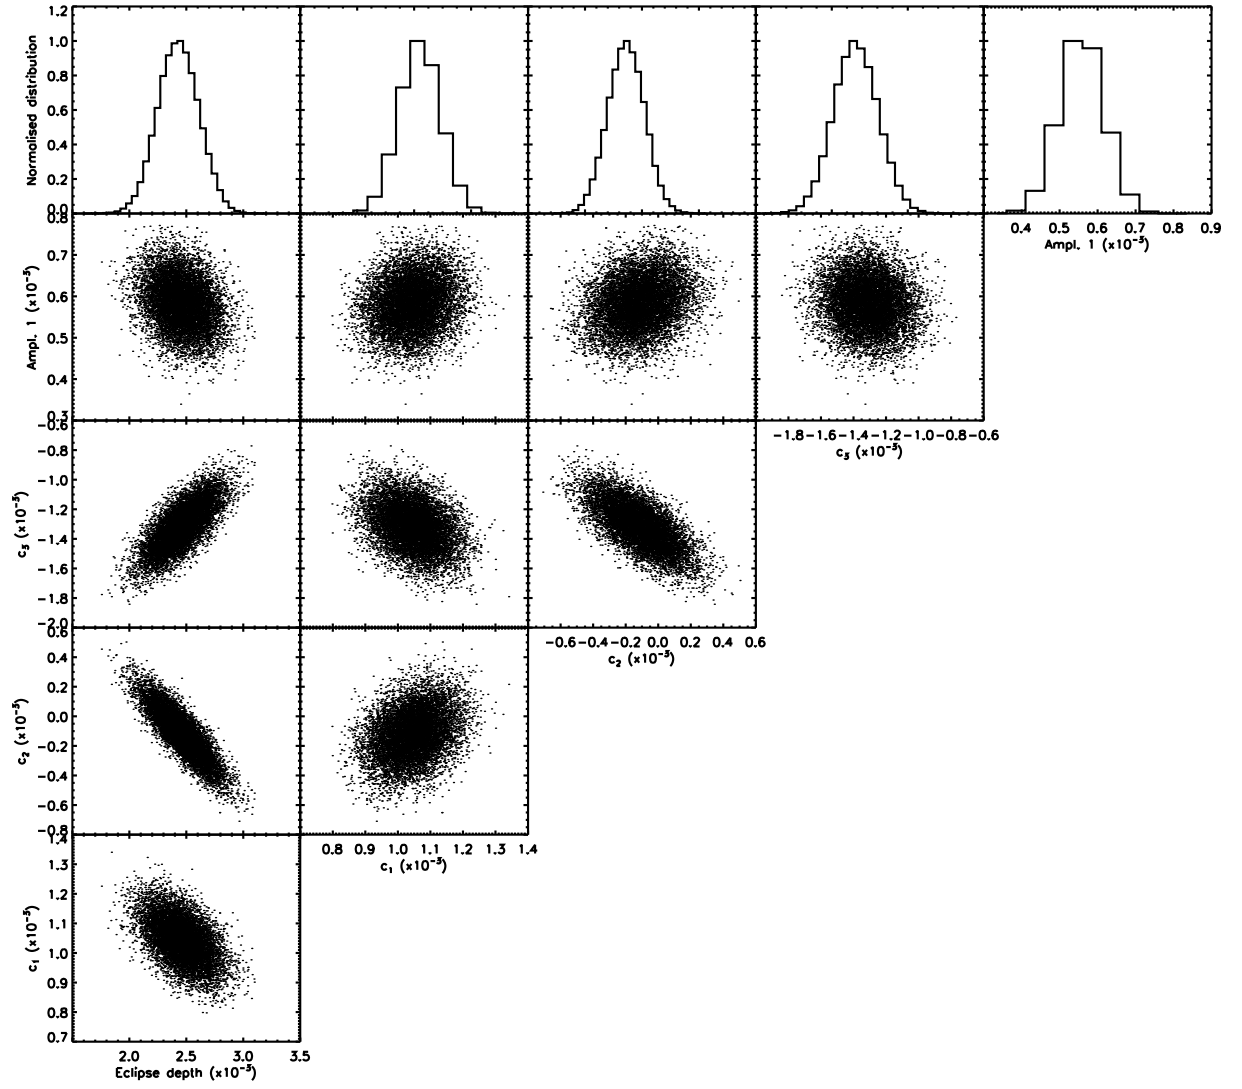 1.2
1.0
0.8
0.6
0.4
0.2
0.0
Normalised distribution
0.4 0.5 0.6 0.7 0.8 0.9
Ampl. 1 (x10⁻³)
0.8
0.7
0.6
0.5
0.4
0.3
Ampl. 1 (x10⁻³)
-1.8 -1.6 -1.4 -1.2 -1.0 -0.8 -0.6
c₃ (x10⁻³)
-0.6
-0.8
-1.0
-1.2
-1.4
-1.6
-1.8
-2.0
c₃ (x10⁻³)
-0.6 -0.4 -0.2 0.0 0.2 0.4 0.6
c₂ (x10⁻³)
0.6
0.4
0.2
0.0
-0.2
-0.4
-0.6
-0.8
c₂ (x10⁻³)
0.8 0.9 1.0 1.1 1.2 1.3 1.4
c₁ (x10⁻³)
1.4
1.3
1.2
1.1
1.0
0.9
0.8
0.7
c₁ (x10⁻³)
2.0 2.5 3.0 3.5
Eclipse depth (x10⁻³)